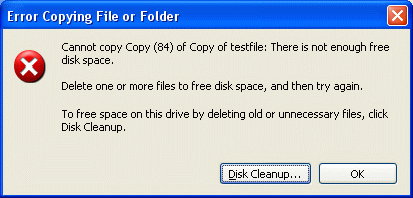 Error Copying File or Folder
Cannot copy Copy (84) of Copy of testfile: There is not enough free
disk space.
Delete one or more files to free disk space, and then try again.
To free space on this drive by deleting old or unnecessary files, click
Disk Cleanup.
Disk Cleanup... OK